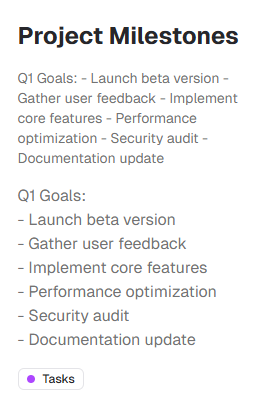 Project Milestones
Q1 Goals: - Launch beta version -
Gather user feedback - Implement
core features - Performance
optimization - Security audit -
Documentation update
Q1 Goals:
- Launch beta version
- Gather user feedback
- Implement core features
- Performance optimization
- Security audit
- Documentation update
Tasks